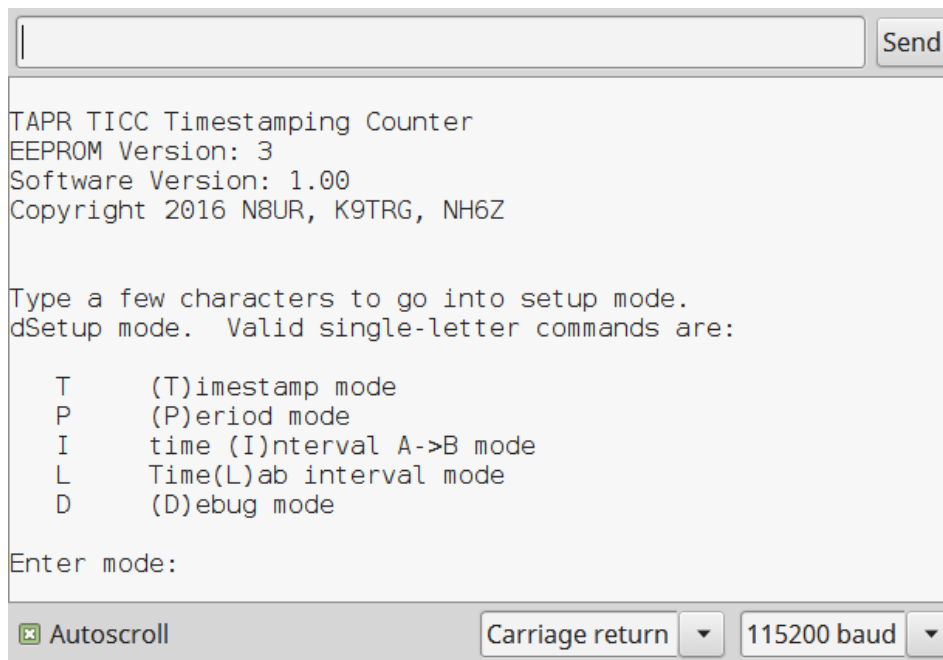 Send
TAPR TICC Timestamping Counter
EEPROM Version: 3
Software Version: 1.00
Copyright 2016 N8UR, K9TRG, NH6Z
Type a few characters to go into setup mode.
dSetup mode.  Valid single-letter commands are:
T (T)imestamp mode
P (P)eriod mode
I time (I)nterval A->B mode
L Time(L)ab interval mode
D (D)ebug mode
Enter mode:
Autoscroll Carriage return 115200 baud